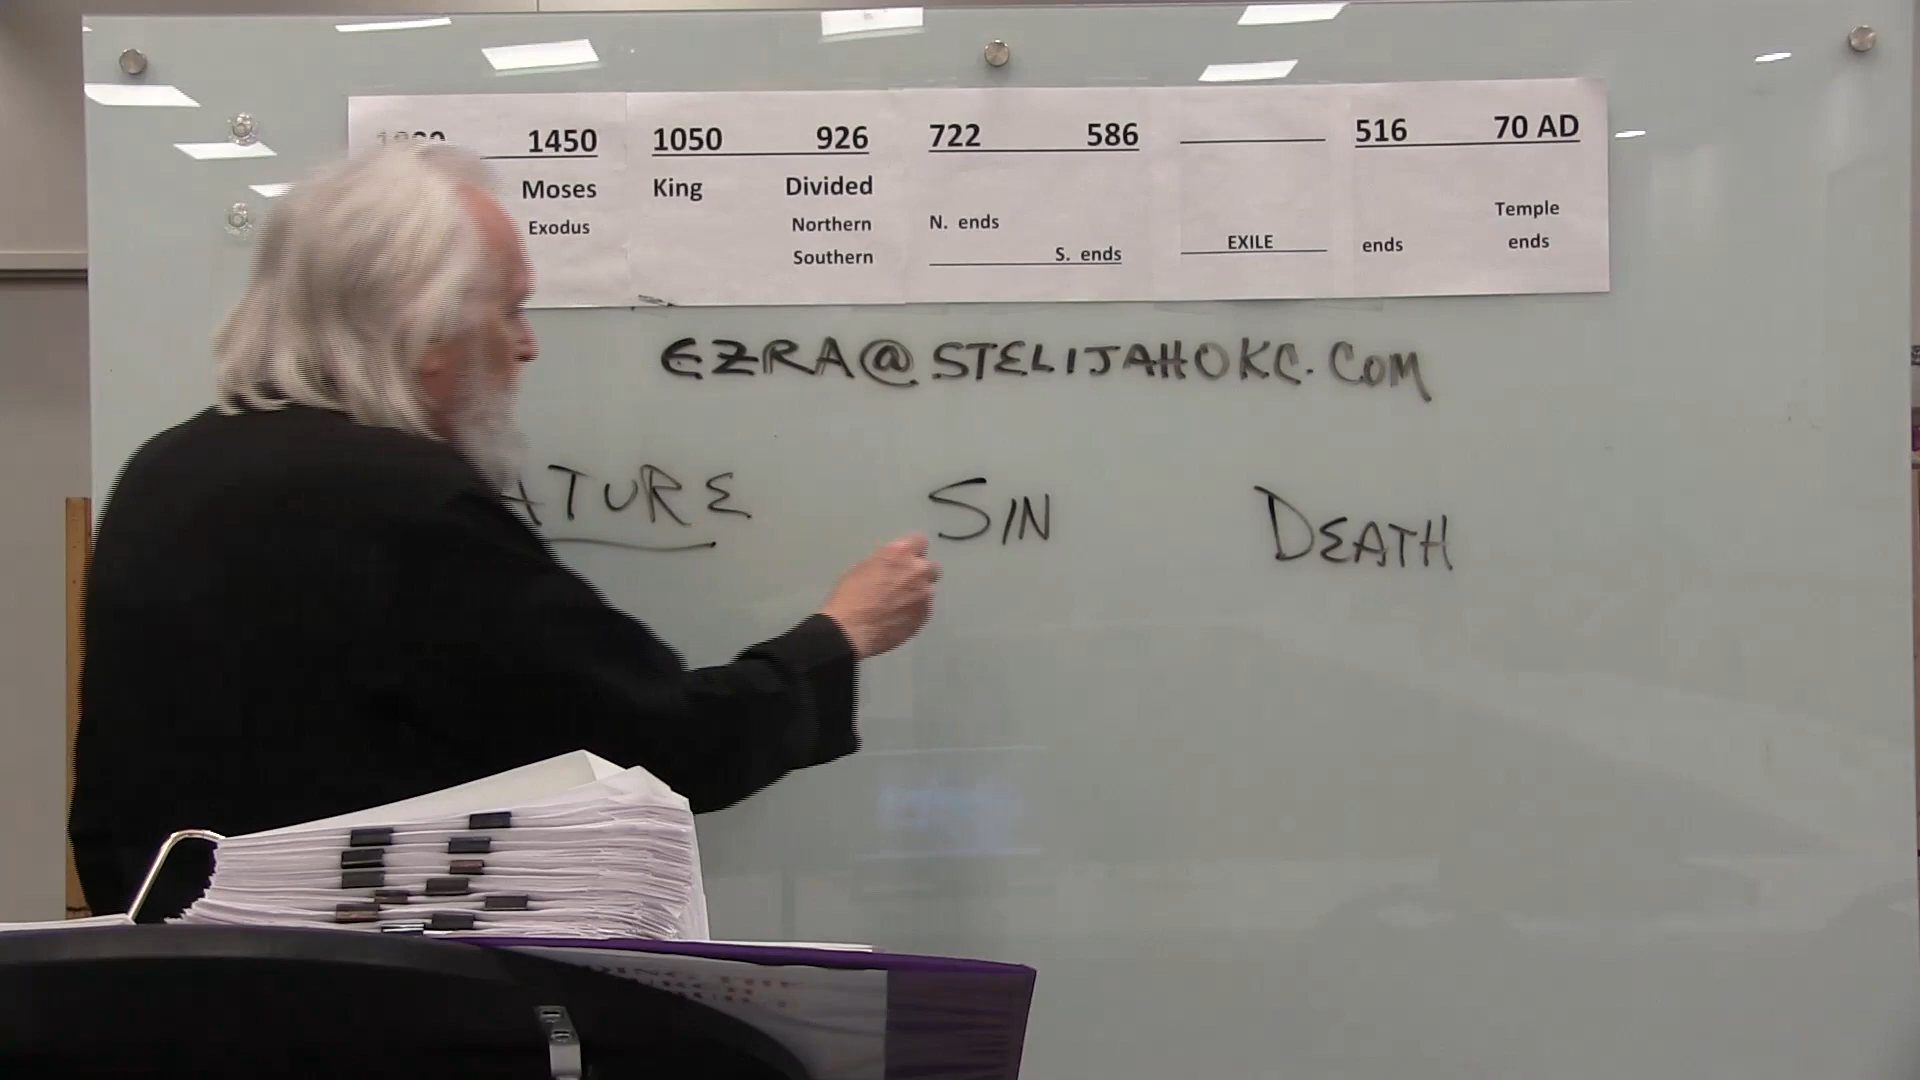 1450 1050 926 722 586 516 70 AD
Moses King Divided
Exodus Northern N. ends Temple
Southern S. ends EXILE ends ends
EZRA@STELIJAHOKC.COM
ATURE SIN DEATH